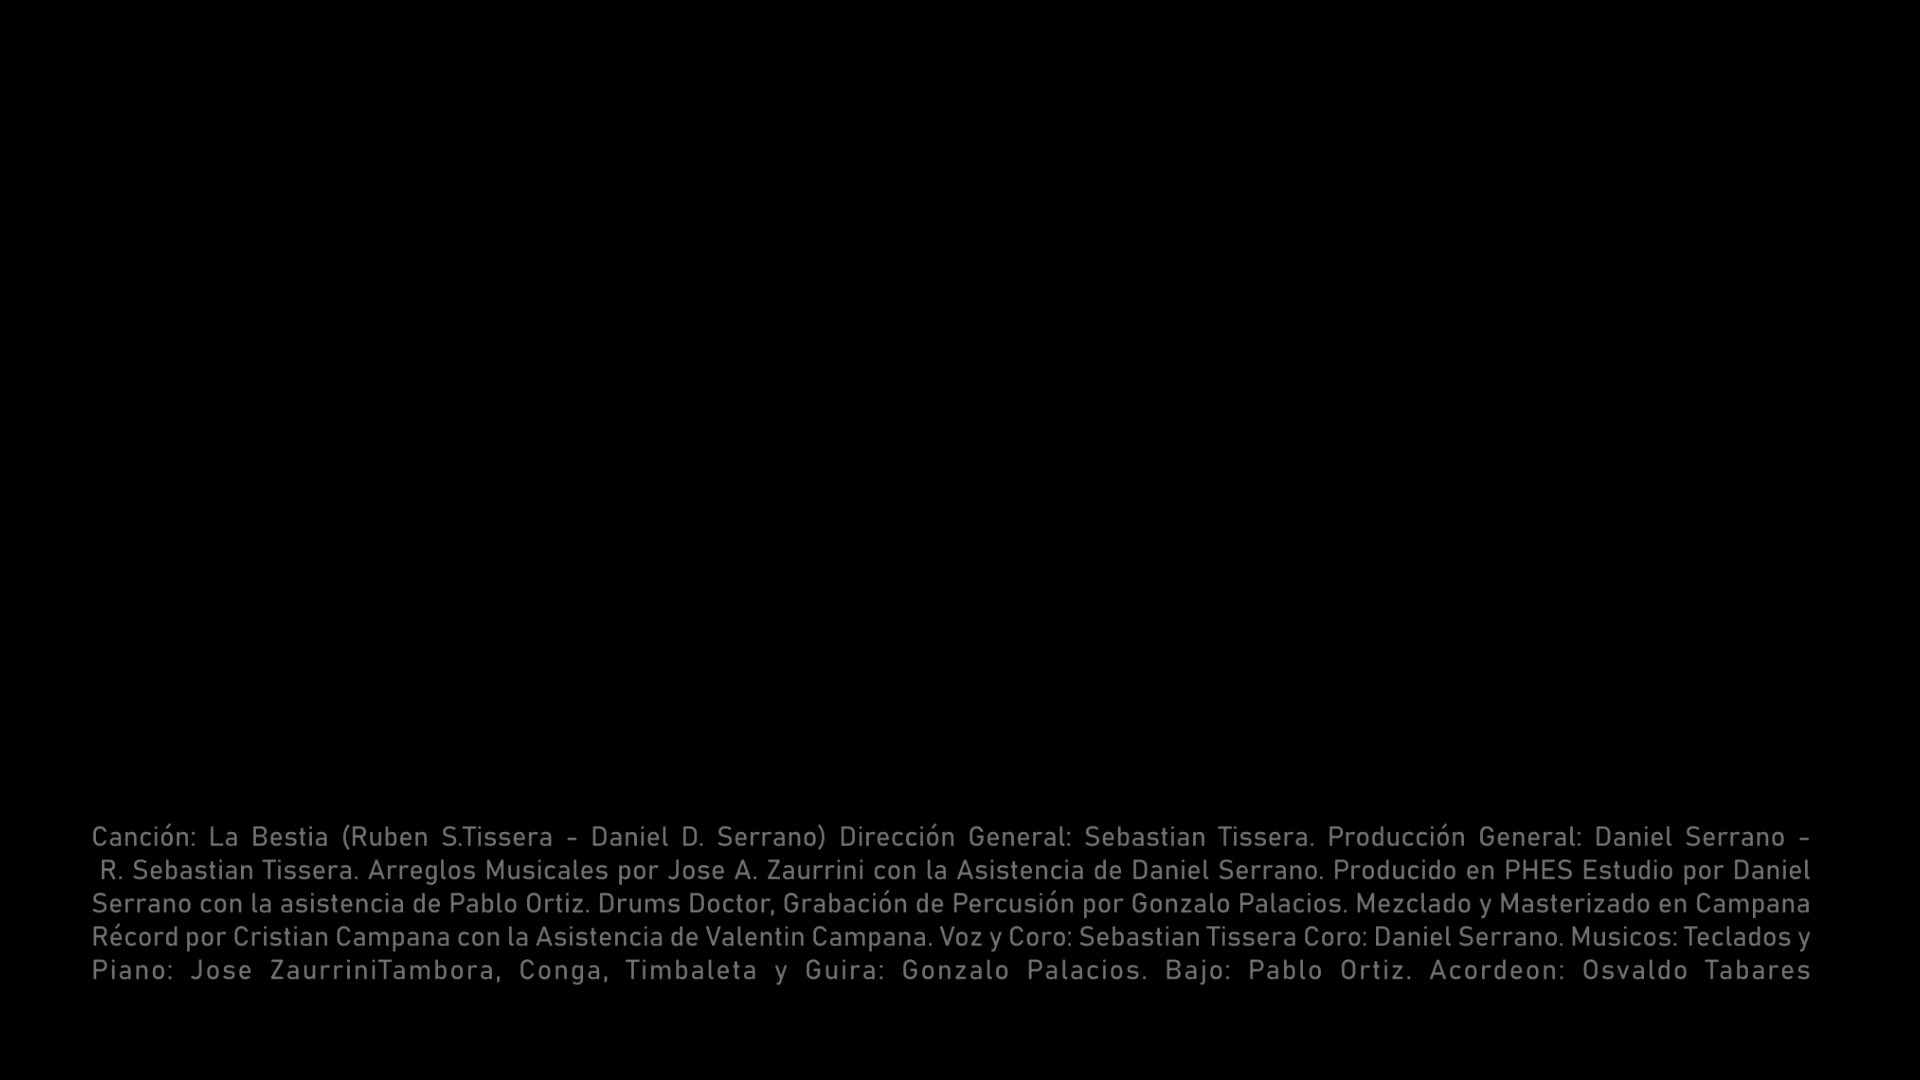 Canción: La Bestia (Ruben S.Tissera - Daniel D. Serrano) Dirección General: Sebastian Tissera. Producción General: Daniel Serrano -
R. Sebastian Tissera. Arreglos Musicales por Jose A. Zaurrini con la Asistencia de Daniel Serrano. Producido en PHES Estudio por Daniel
Serrano con la asistencia de Pablo Ortiz. Drums Doctor, Grabación de Percusión por Gonzalo Palacios. Mezclado y Masterizado en Campana
Récord por Cristian Campana con la Asistencia de Valentin Campana. Voz y Coro: Sebastian Tissera Coro: Daniel Serrano. Musicos: Teclados y
Piano: Jose ZaurriniTambora, Conga, Timbaleta y Guira: Gonzalo Palacios. Bajo: Pablo Ortiz. Acordeon: Osvaldo Tabares